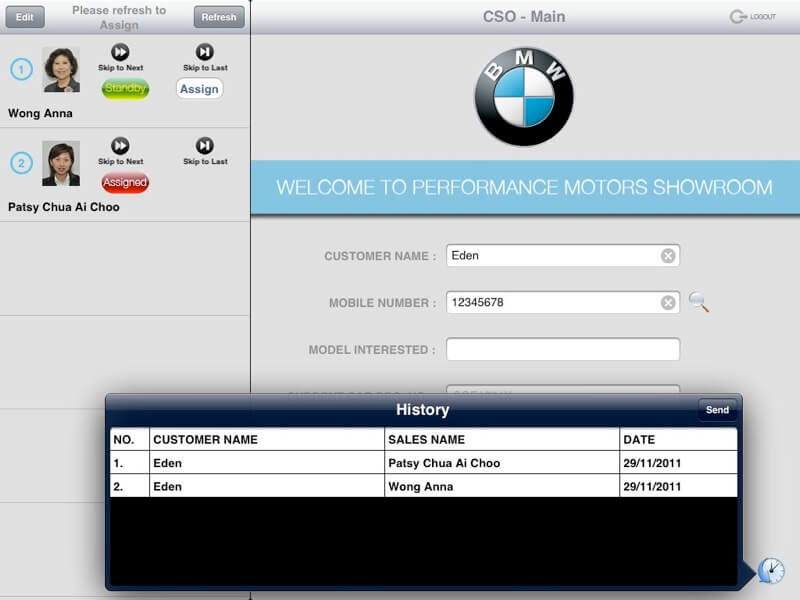 Edit
Please refresh to
Assign
Refresh
1
Skip to Next
Skip to Last
Standby
Assign
Wong Anna
2
Skip to Next
Skip to Last
Assigned
Patsy Chua Ai Choo
CSO - Main
LOGOUT
BMW
WELCOME TO PERFORMANCE MOTORS SHOWROOM
CUSTOMER NAME : Eden
MOBILE NUMBER : 12345678
MODEL INTERESTED :
History
Send
NO. CUSTOMER NAME SALES NAME DATE
1. Eden Patsy Chua Ai Choo 29/11/2011
2. Eden Wong Anna 29/11/2011